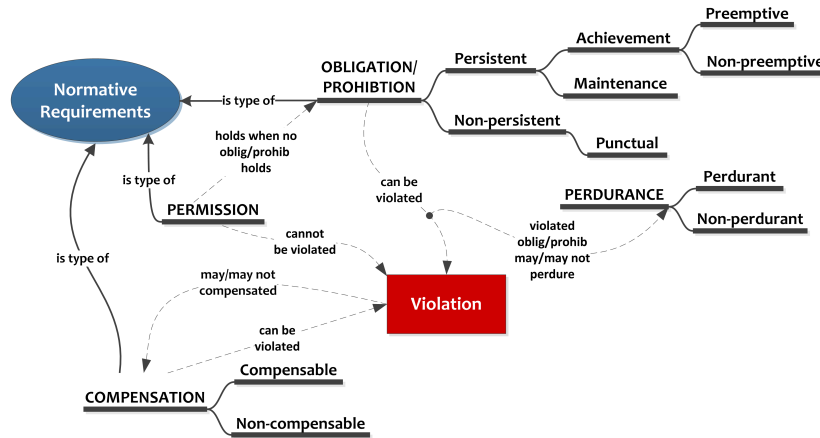 Preemptive
Achievement
Non-preemptive
Persistent
Maintenance
OBLIGATION/
PROHIBTION
Non-persistent
Punctual
Normative
Requirements
is type of
holds when no
oblig/prohib
holds
is type of
PERMISSION
can be
violated
PERDURANCE
Perdurant
Non-perdurant
cannot
be violated
violated
oblig/prohib
may/may not
perdure
is type of
may/may not
compensated
Violation
can be
violated
Compensable
COMPENSATION
Non-compensable